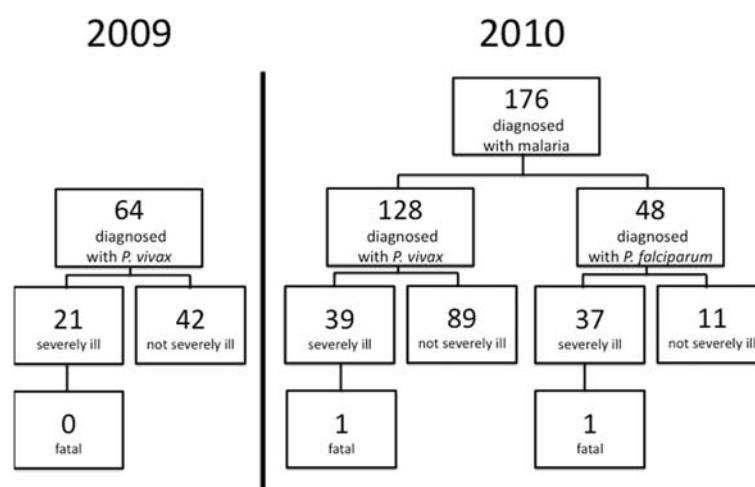 2009
2010
176
diagnosed
with malaria
64
diagnosed
with P. vivax
128
diagnosed
with P. vivax
48
diagnosed
with P. falciparum
21
severely ill
42
not severely ill
39
severely ill
89
not severely ill
37
severely ill
11
not severely ill
0
fatal
1
fatal
1
fatal